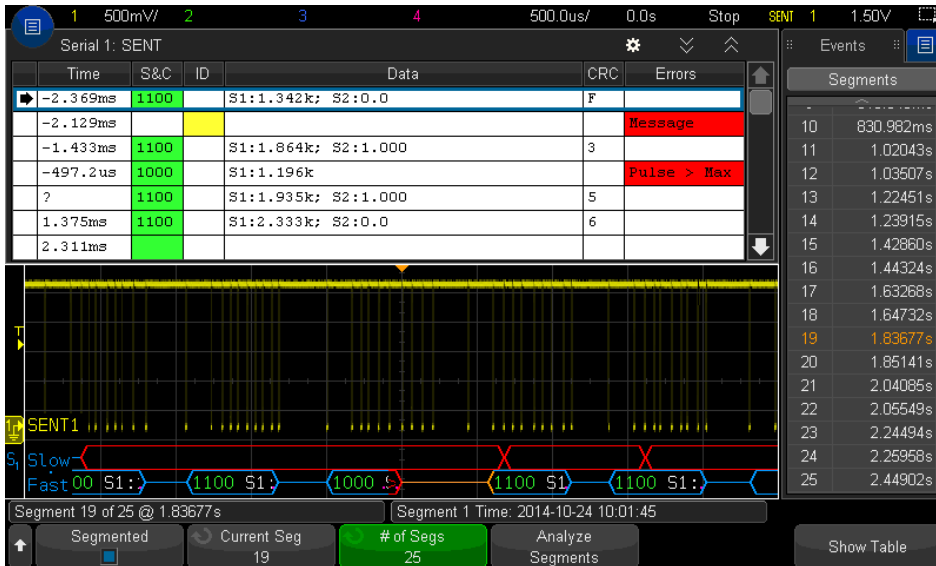 1 500mV/ 2 3 4 500.0us/ 0.0s Stop SENT 1 1.50V
Serial 1: SENT
Events
Time S&C ID Data CRC Errors
Segments
-2.369ms 1100 S1:1.342k; S2:0.0 F
-2.129ms Message
10 830.982ms
-1.433ms 1100 S1:1.864k; S2:1.000 3
11 1.02043s
-497.2us 1000 S1:1.196k Pulse > Max
12 1.03507s
? 1100 S1:1.935k; S2:1.000 5
13 1.22451s
1.375ms 1100 S1:2.333k; S2:0.0 6
14 1.23915s
2.311ms
15 1.42860s
16 1.44324s
17 1.63268s
18 1.64732s
T
19 1.83677s
20 1.85141s
21 2.04085s
22 2.05549s
SENT1
23 2.24494s
S1 Slow
24 2.25958s
Fast 00 S1: 1100 S1: 1000 S 1100 S1 1100 S1:
25 2.44902s
Segment 19 of 25 @ 1.83677s Segment 1 Time: 2014-10-24 10:01:45
Segmented Current Seg # of Segs Analyze
19 25 Segments
Show Table